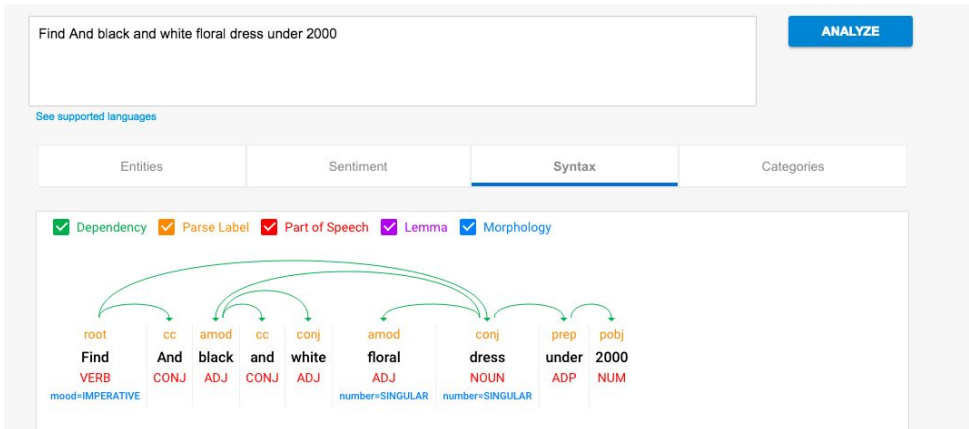 Find And black and white floral dress under 2000
ANALYZE
See supported languages
Entities Sentiment Syntax Categories
Dependency Parse Label Part of Speech Lemma Morphology
root cc amod cc conj amod conj prep pobj
Find And black and white floral dress under 2000
VERB CONJ ADJ CONJ ADJ ADJ NOUN ADP NUM
mood=IMPERATIVE number=SINGULAR number=SINGULAR